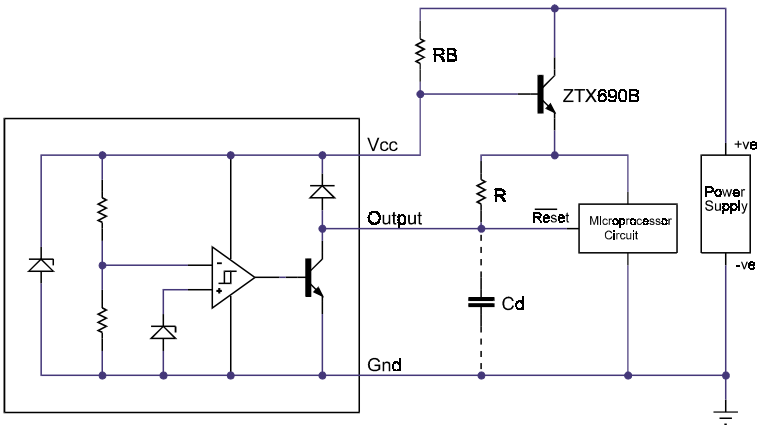 RB
ZTX690B
Vcc
+ve
Power
Supply
R
Output
Reset
MIcroprocessor
Circuit
-
+
-ve
Cd
Gnd